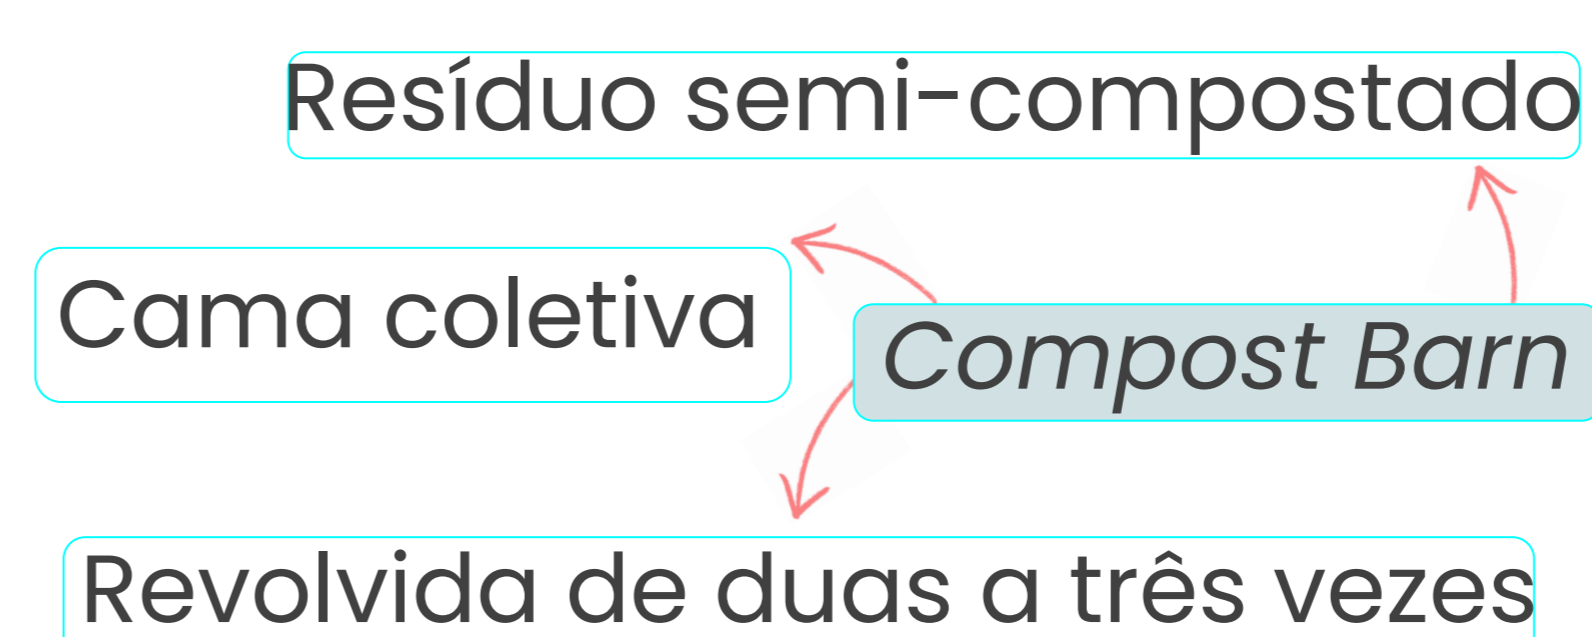 Resíduo semi-compostado
Cama coletiva
Compost Barn
Revolvida de duas a três vezes